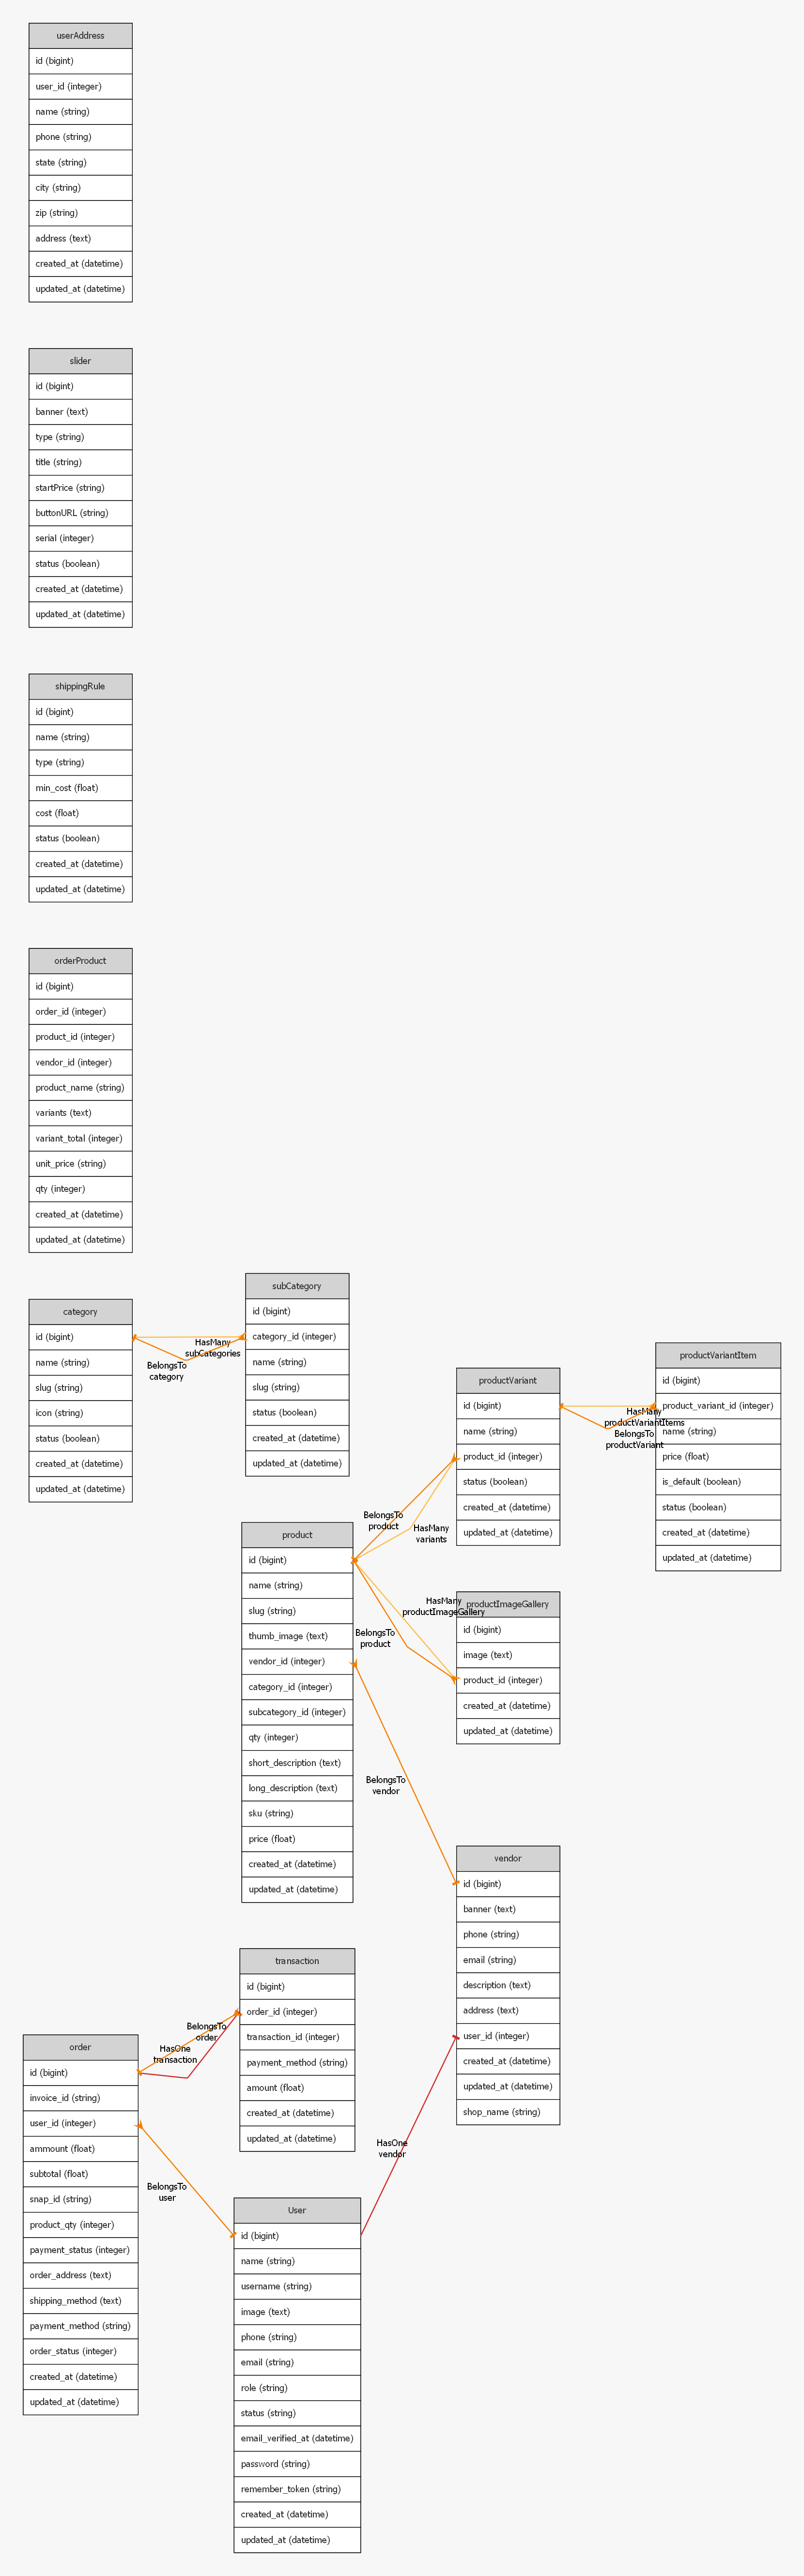 userAddress
id (bigint)
user_id (integer)
name (string)
phone (string)
state (string)
city (string)
zip (string)
address (text)
created_at (datetime)
updated_at (datetime)
slider
id (bigint)
banner (text)
type (string)
title (string)
startPrice (string)
buttonURL (string)
serial (integer)
status (boolean)
created_at (datetime)
updated_at (datetime)
shippingRule
id (bigint)
name (string)
type (string)
min_cost (float)
cost (float)
status (boolean)
created_at (datetime)
updated_at (datetime)
orderProduct
id (bigint)
order_id (integer)
product_id (integer)
vendor_id (integer)
product_name (string)
variants (text)
variant_total (integer)
unit_price (string)
qty (integer)
created_at (datetime)
updated_at (datetime)
category
id (bigint)
name (string)
slug (string)
icon (string)
status (boolean)
created_at (datetime)
updated_at (datetime)
HasMany
subCategories
BelongsTo
category
subCategory
id (bigint)
category_id (integer)
name (string)
slug (string)
status (boolean)
created_at (datetime)
updated_at (datetime)
productVariant
id (bigint)
name (string)
product_id (integer)
status (boolean)
created_at (datetime)
updated_at (datetime)
HasMany
productVariantItems
BelongsTo
productVariant
productVariantItem
id (bigint)
product_variant_id (integer)
name (string)
price (float)
is_default (boolean)
status (boolean)
created_at (datetime)
updated_at (datetime)
BelongsTo
product
HasMany
variants
product
id (bigint)
name (string)
slug (string)
thumb_image (text)
vendor_id (integer)
category_id (integer)
subcategory_id (integer)
qty (integer)
short_description (text)
long_description (text)
sku (string)
price (float)
created_at (datetime)
updated_at (datetime)
HasMany
productImageGallery
BelongsTo
product
productImageGallery
id (bigint)
image (text)
product_id (integer)
created_at (datetime)
updated_at (datetime)
BelongsTo
vendor
vendor
id (bigint)
banner (text)
phone (string)
email (string)
description (text)
address (text)
user_id (integer)
created_at (datetime)
updated_at (datetime)
shop_name (string)
transaction
id (bigint)
order_id (integer)
transaction_id (integer)
payment_method (string)
amount (float)
created_at (datetime)
updated_at (datetime)
BelongsTo
order
HasOne
transaction
order
id (bigint)
invoice_id (string)
user_id (integer)
ammount (float)
subtotal (float)
snap_id (string)
product_qty (integer)
payment_status (integer)
order_address (text)
shipping_method (text)
payment_method (string)
order_status (integer)
created_at (datetime)
updated_at (datetime)
BelongsTo
user
HasOne
vendor
User
id (bigint)
name (string)
username (string)
image (text)
phone (string)
email (string)
role (string)
status (string)
email_verified_at (datetime)
password (string)
remember_token (string)
created_at (datetime)
updated_at (datetime)